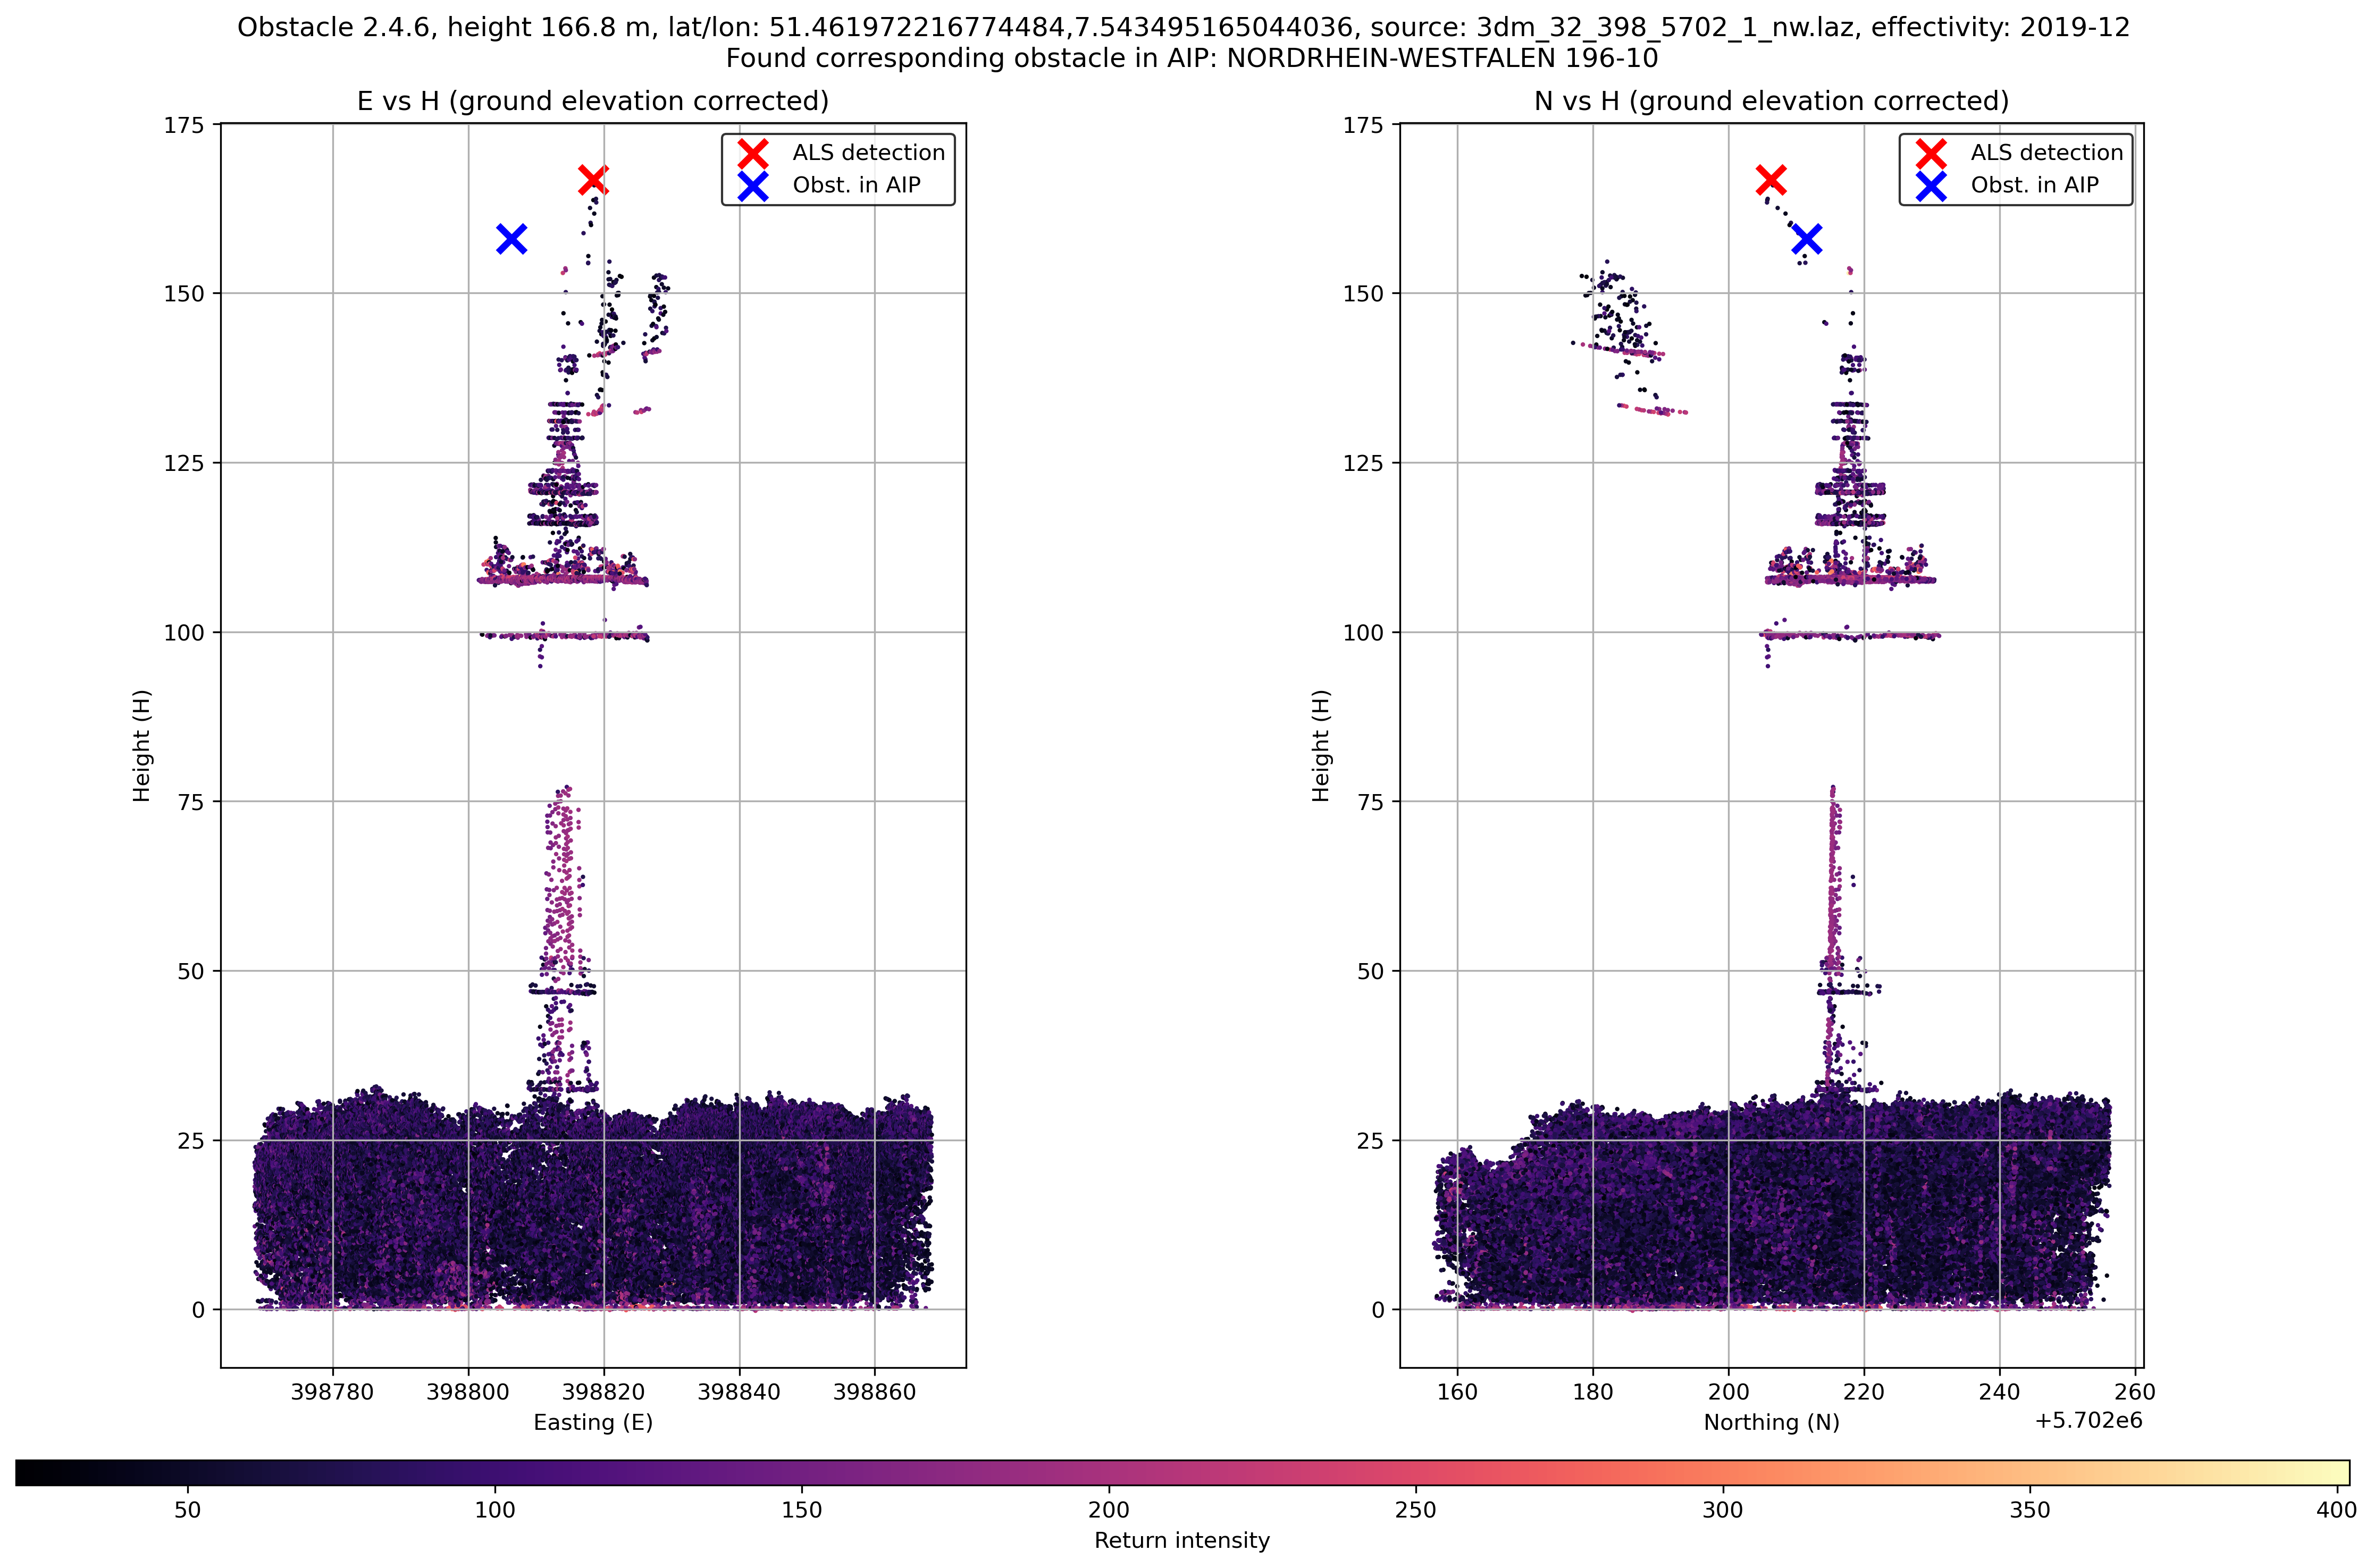 Obstacle 2.4.6, height 166.8 m, lat/lon: 51.461972216774484,7.543495165044036, source: 3dm_32_398_5702_1_nw.laz, effectivity: 2019-12
Found corresponding obstacle in AIP: NORDRHEIN-WESTFALEN 196-10
E vs H (ground elevation corrected)
175
150
125
100
75
50
25
0
Height (H)
ALS detection
Obst. in AIP
398780 398800 398820 398840 398860
Easting (E)
N vs H (ground elevation corrected)
175
150
125
100
75
50
25
0
Height (H)
ALS detection
Obst. in AIP
160 180 200 220 240 260
Northing (N)
+5.702e6
50 100 150 200 250 300 350 400
Return intensity